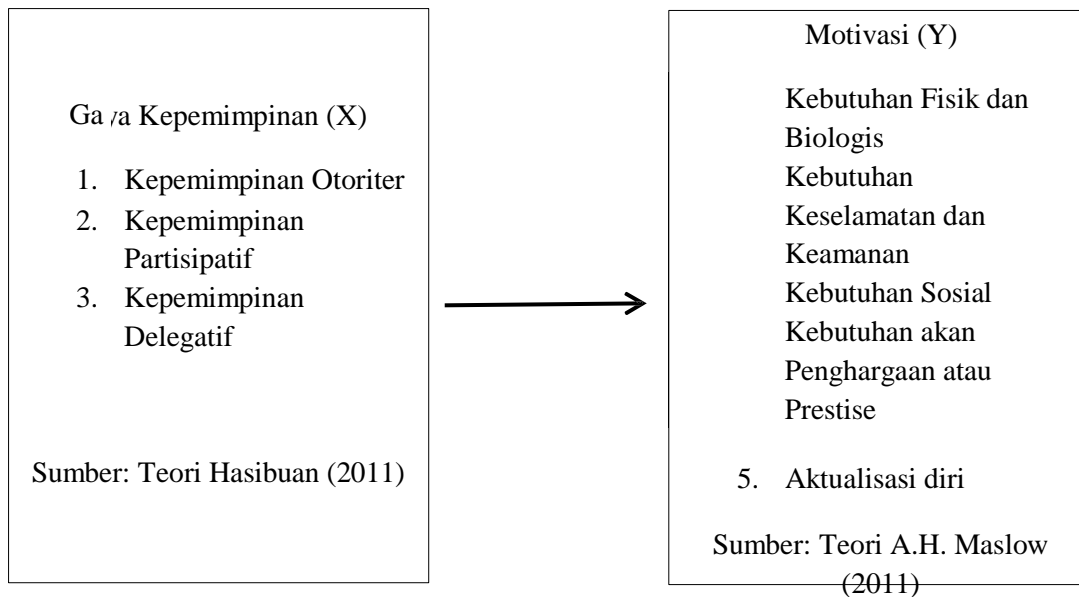 Gaya Kepemimpinan (X)
1. Kepemimpinan Otoriter
2. Kepemimpinan
Partisipatif
3. Kepemimpinan
Delegatif
Sumber: Teori Hasibuan (2011)
Motivasi (Y)
Kebutuhan Fisik dan
Biologis
Kebutuhan
Keselamatan dan
Keamanan
Kebutuhan Sosial
Kebutuhan akan
Penghargaan atau
Prestise
5. Aktualisasi diri
Sumber: Teori A.H. Maslow
(2011)